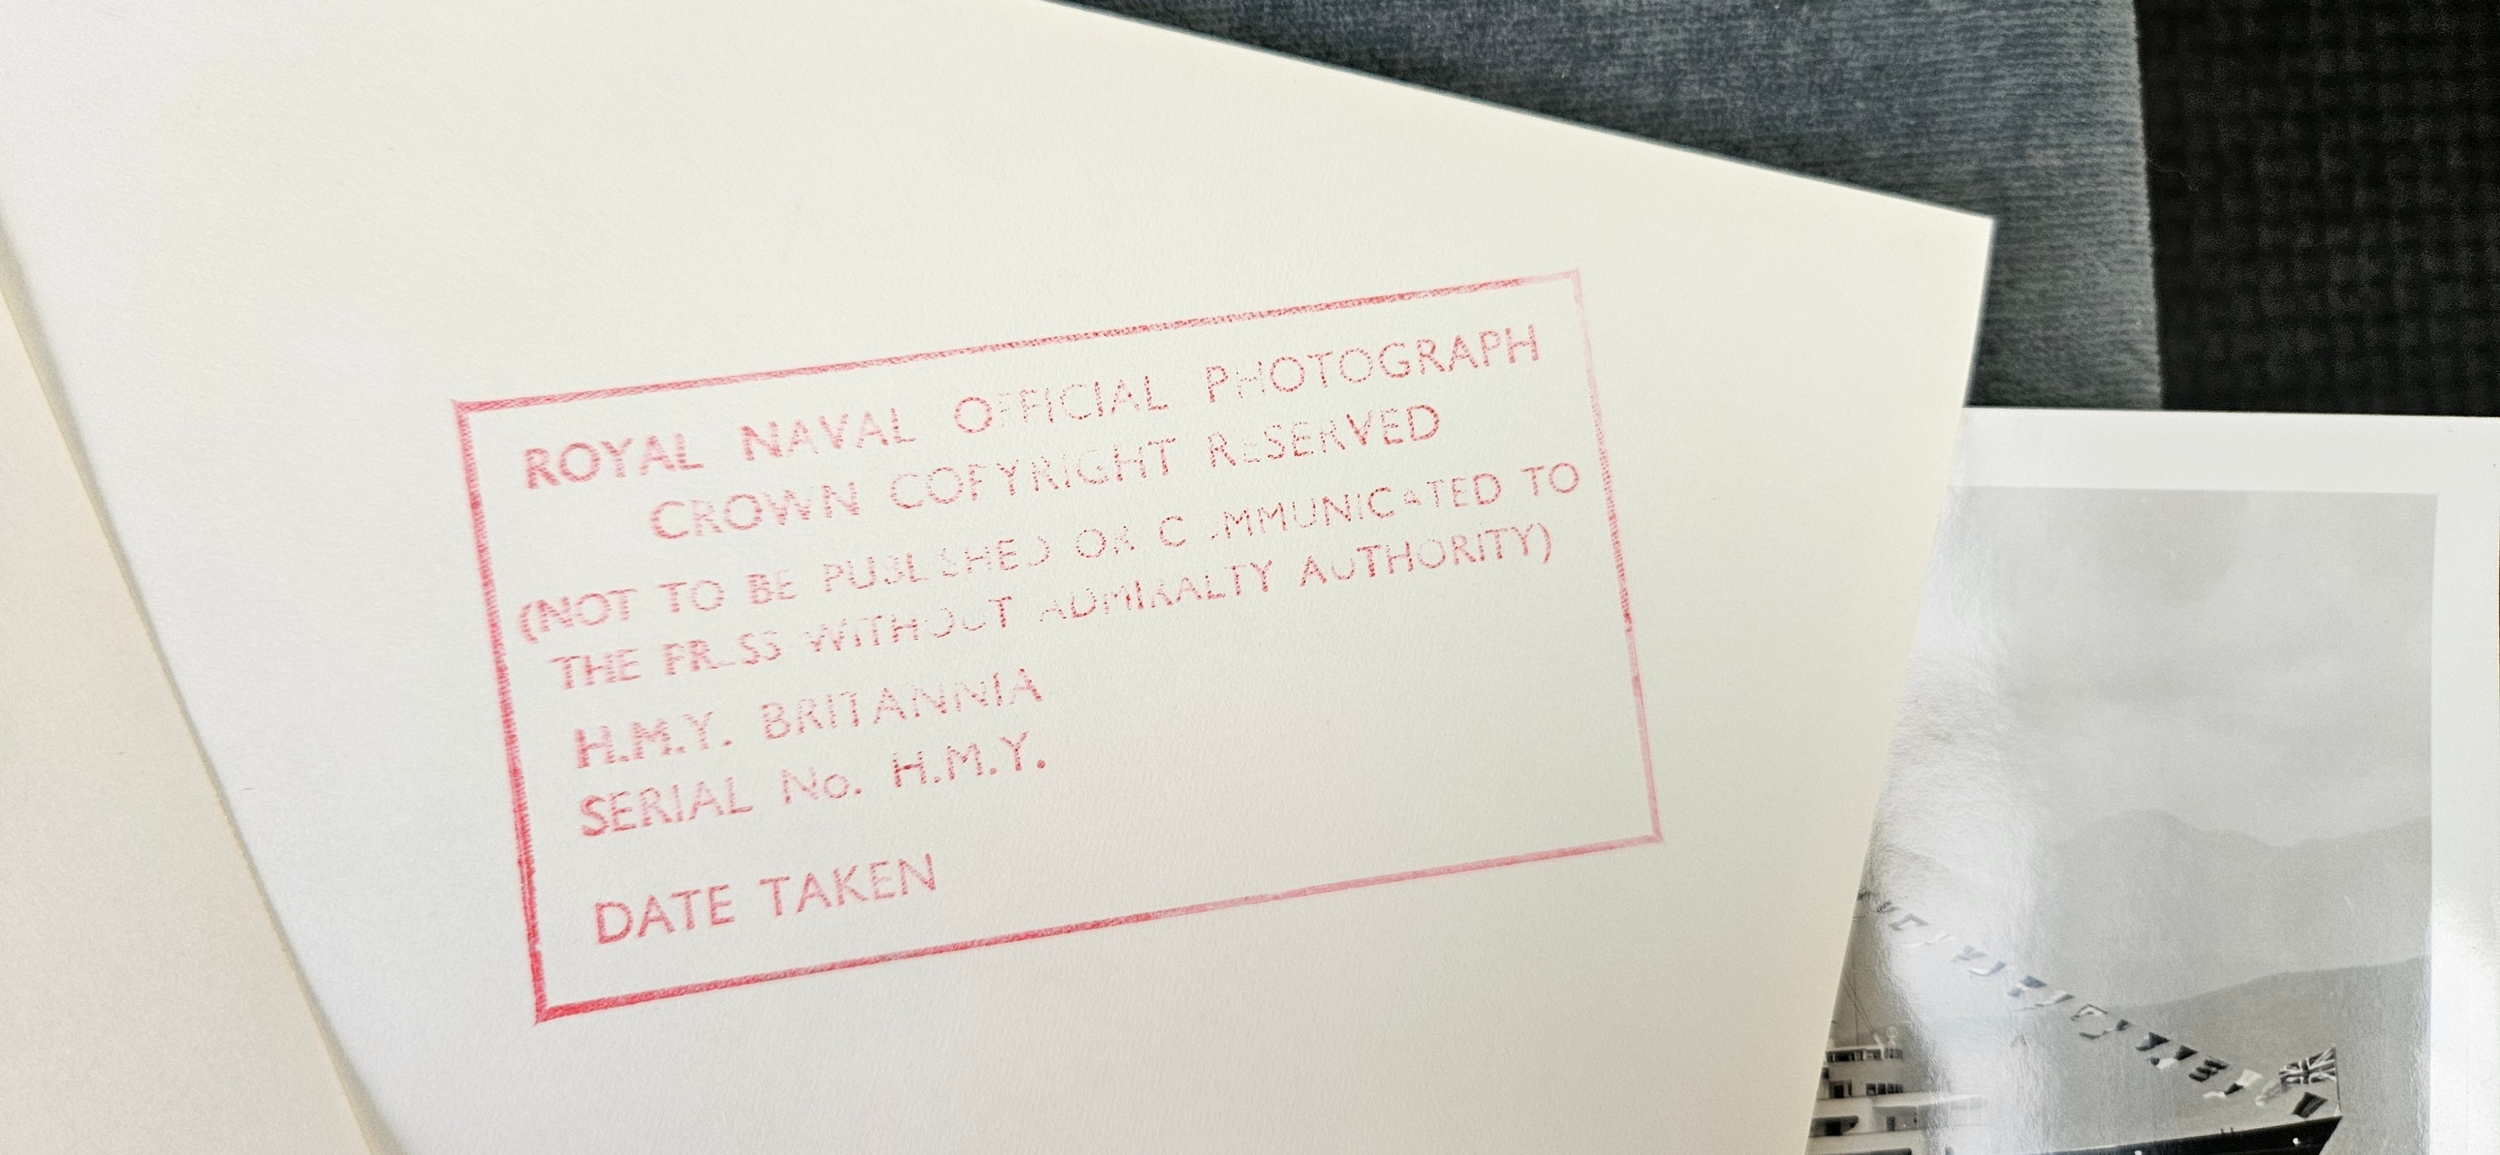 ROYAL NAVAL OFFICIAL PHOTOGRAPH
CROWN COPYRIGHT RESERVED
(NOT TO BE PUBLISHED OR COMMUNICATED TO
THE PRESS WITHOUT ADMIRALTY AUTHORITY)
H.M.Y. BRITANNIA
SERIAL No. H.M.Y.
DATE TAKEN